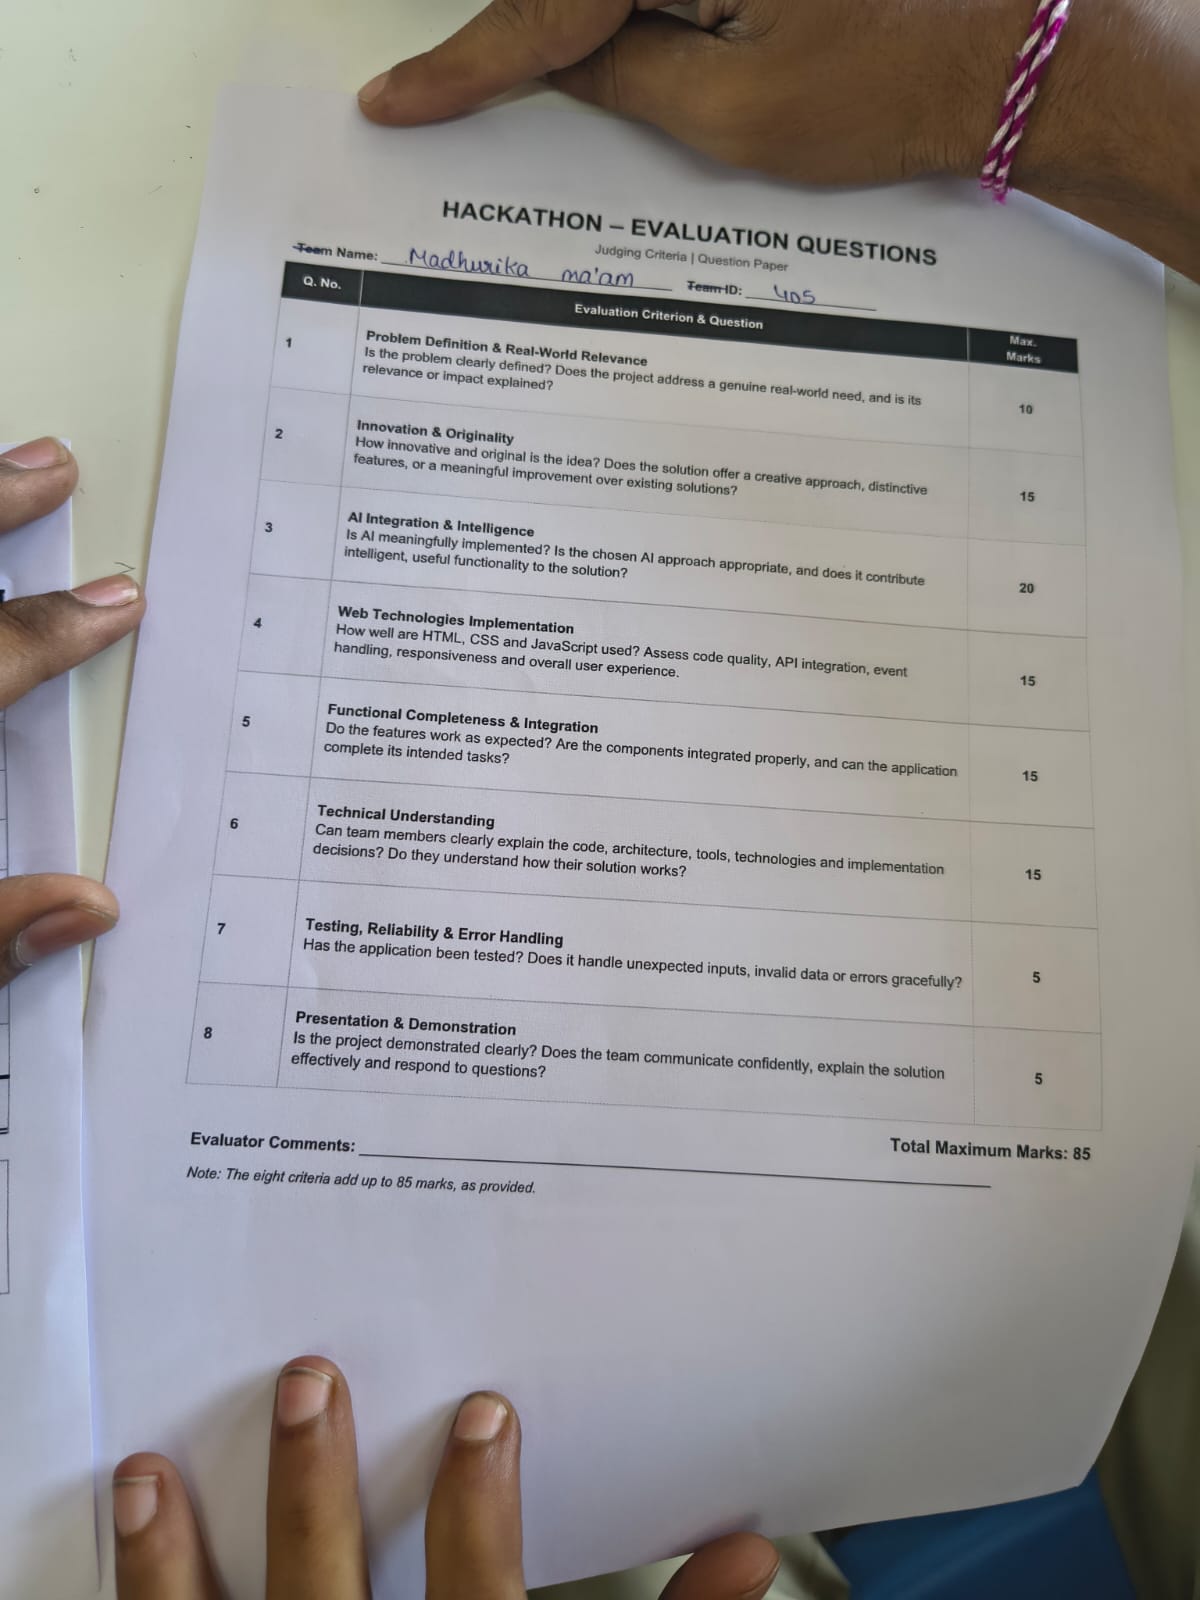 HACKATHON – EVALUATION QUESTIONS
Judging Criteria | Question Paper
Team Name: Madhurika ma'am Team ID: 405
Q. No. Evaluation Criterion & Question Max. Marks
1 Problem Definition & Real-World Relevance
Is the problem clearly defined? Does the project address a genuine real-world need, and is its
relevance or impact explained? 10
2 Innovation & Originality
How innovative and original is the idea? Does the solution offer a creative approach, distinctive
features, or a meaningful improvement over existing solutions? 15
3 AI Integration & Intelligence
Is AI meaningfully implemented? Is the chosen AI approach appropriate, and does it contribute
intelligent, useful functionality to the solution? 20
4 Web Technologies Implementation
How well are HTML, CSS and JavaScript used? Assess code quality, API integration, event
handling, responsiveness and overall user experience. 15
5 Functional Completeness & Integration
Do the features work as expected? Are the components integrated properly, and can the application
complete its intended tasks? 15
6 Technical Understanding
Can team members clearly explain the code, architecture, tools, technologies and implementation
decisions? Do they understand how their solution works? 15
7 Testing, Reliability & Error Handling
Has the application been tested? Does it handle unexpected inputs, invalid data or errors gracefully? 5
8 Presentation & Demonstration
Is the project demonstrated clearly? Does the team communicate confidently, explain the solution
effectively and respond to questions? 5
Total Maximum Marks: 85
Evaluator Comments:
Note: The eight criteria add up to 85 marks, as provided.